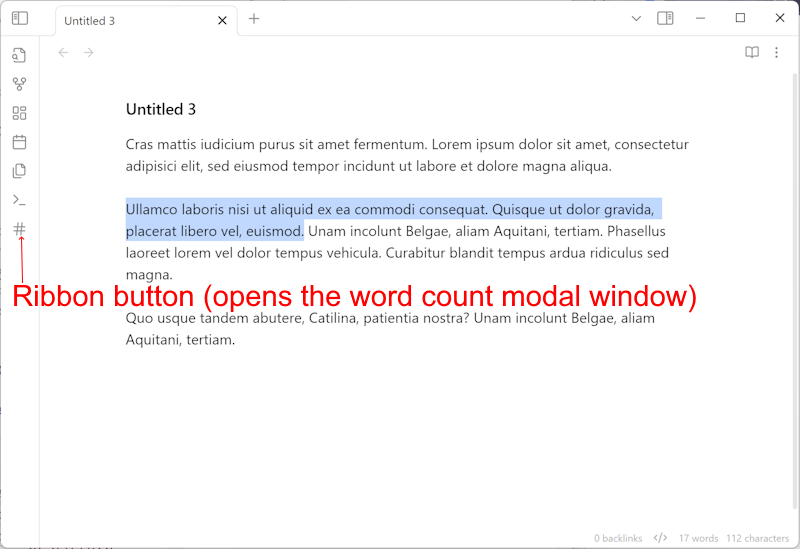 Untitled 3
Untitled 3
Cras mattis iudicium purus sit amet fermentum. Lorem ipsum dolor sit amet, consectetur
adipisici elit, sed eiusmod tempor incidunt ut labore et dolore magna aliqua.
Ullamco laboris nisi ut aliquid ex ea commodi consequat. Quisque ut dolor gravida,
placerat libero vel, euismod. Unam incolunt Belgae, aliam Aquitani, tertiam. Phasellus
laoreet lorem vel dolor tempus vehicula. Curabitur blandit tempus ardua ridiculus sed
magna.
Ribbon button (opens the word count modal window)
Quo usque tandem abutere, Catilina, patientia nostra? Unam incolunt Belgae, aliam
Aquitani, tertiam.
0 backlinks </> 17 words 112 characters